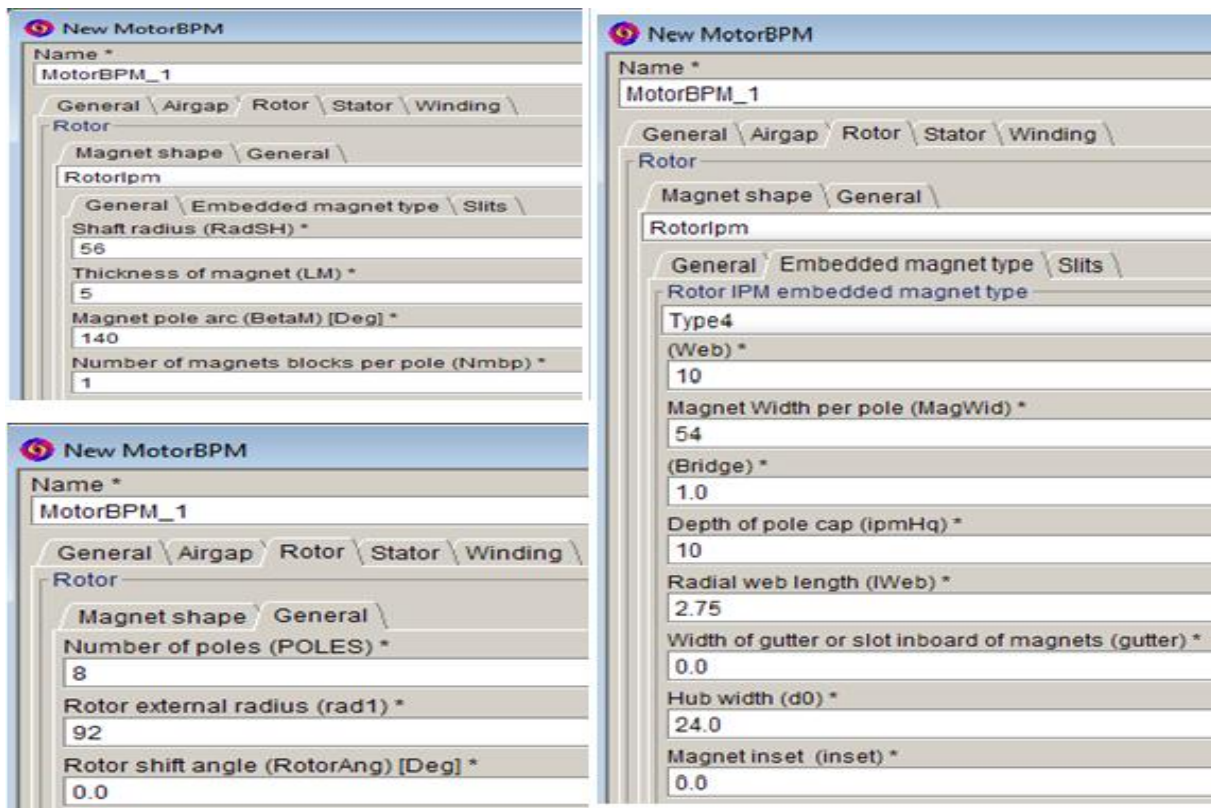 New MotorBPM
Name *
MotorBPM_1
General Airgap Rotor Stator Winding
Rotor
Magnet shape General
RotorIpm
General Embedded magnet type Slits
Shaft radius (RadSH) *
56
Thickness of magnet (LM) *
5
Magnet pole arc (BetaM) [Deg] *
140
Number of magnets blocks per pole (Nmbp) *
1
New MotorBPM
Name *
MotorBPM_1
General Airgap Rotor Stator Winding
Rotor
Magnet shape General
Number of poles (POLES) *
8
Rotor external radius (rad1) *
92
Rotor shift angle (RotorAng) [Deg] *
0.0
New MotorBPM
Name *
MotorBPM_1
General Airgap Rotor Stator Winding
Rotor
Magnet shape General
RotorIpm
General Embedded magnet type Slits
Rotor IPM embedded magnet type
Type4
(Web) *
10
Magnet Width per pole (MagWid) *
54
(Bridge) *
1.0
Depth of pole cap (ipmHq) *
10
Radial web length (lWeb) *
2.75
Width of gutter or slot inboard of magnets (gutter) *
0.0
Hub width (d0) *
24.0
Magnet inset (inset) *
0.0